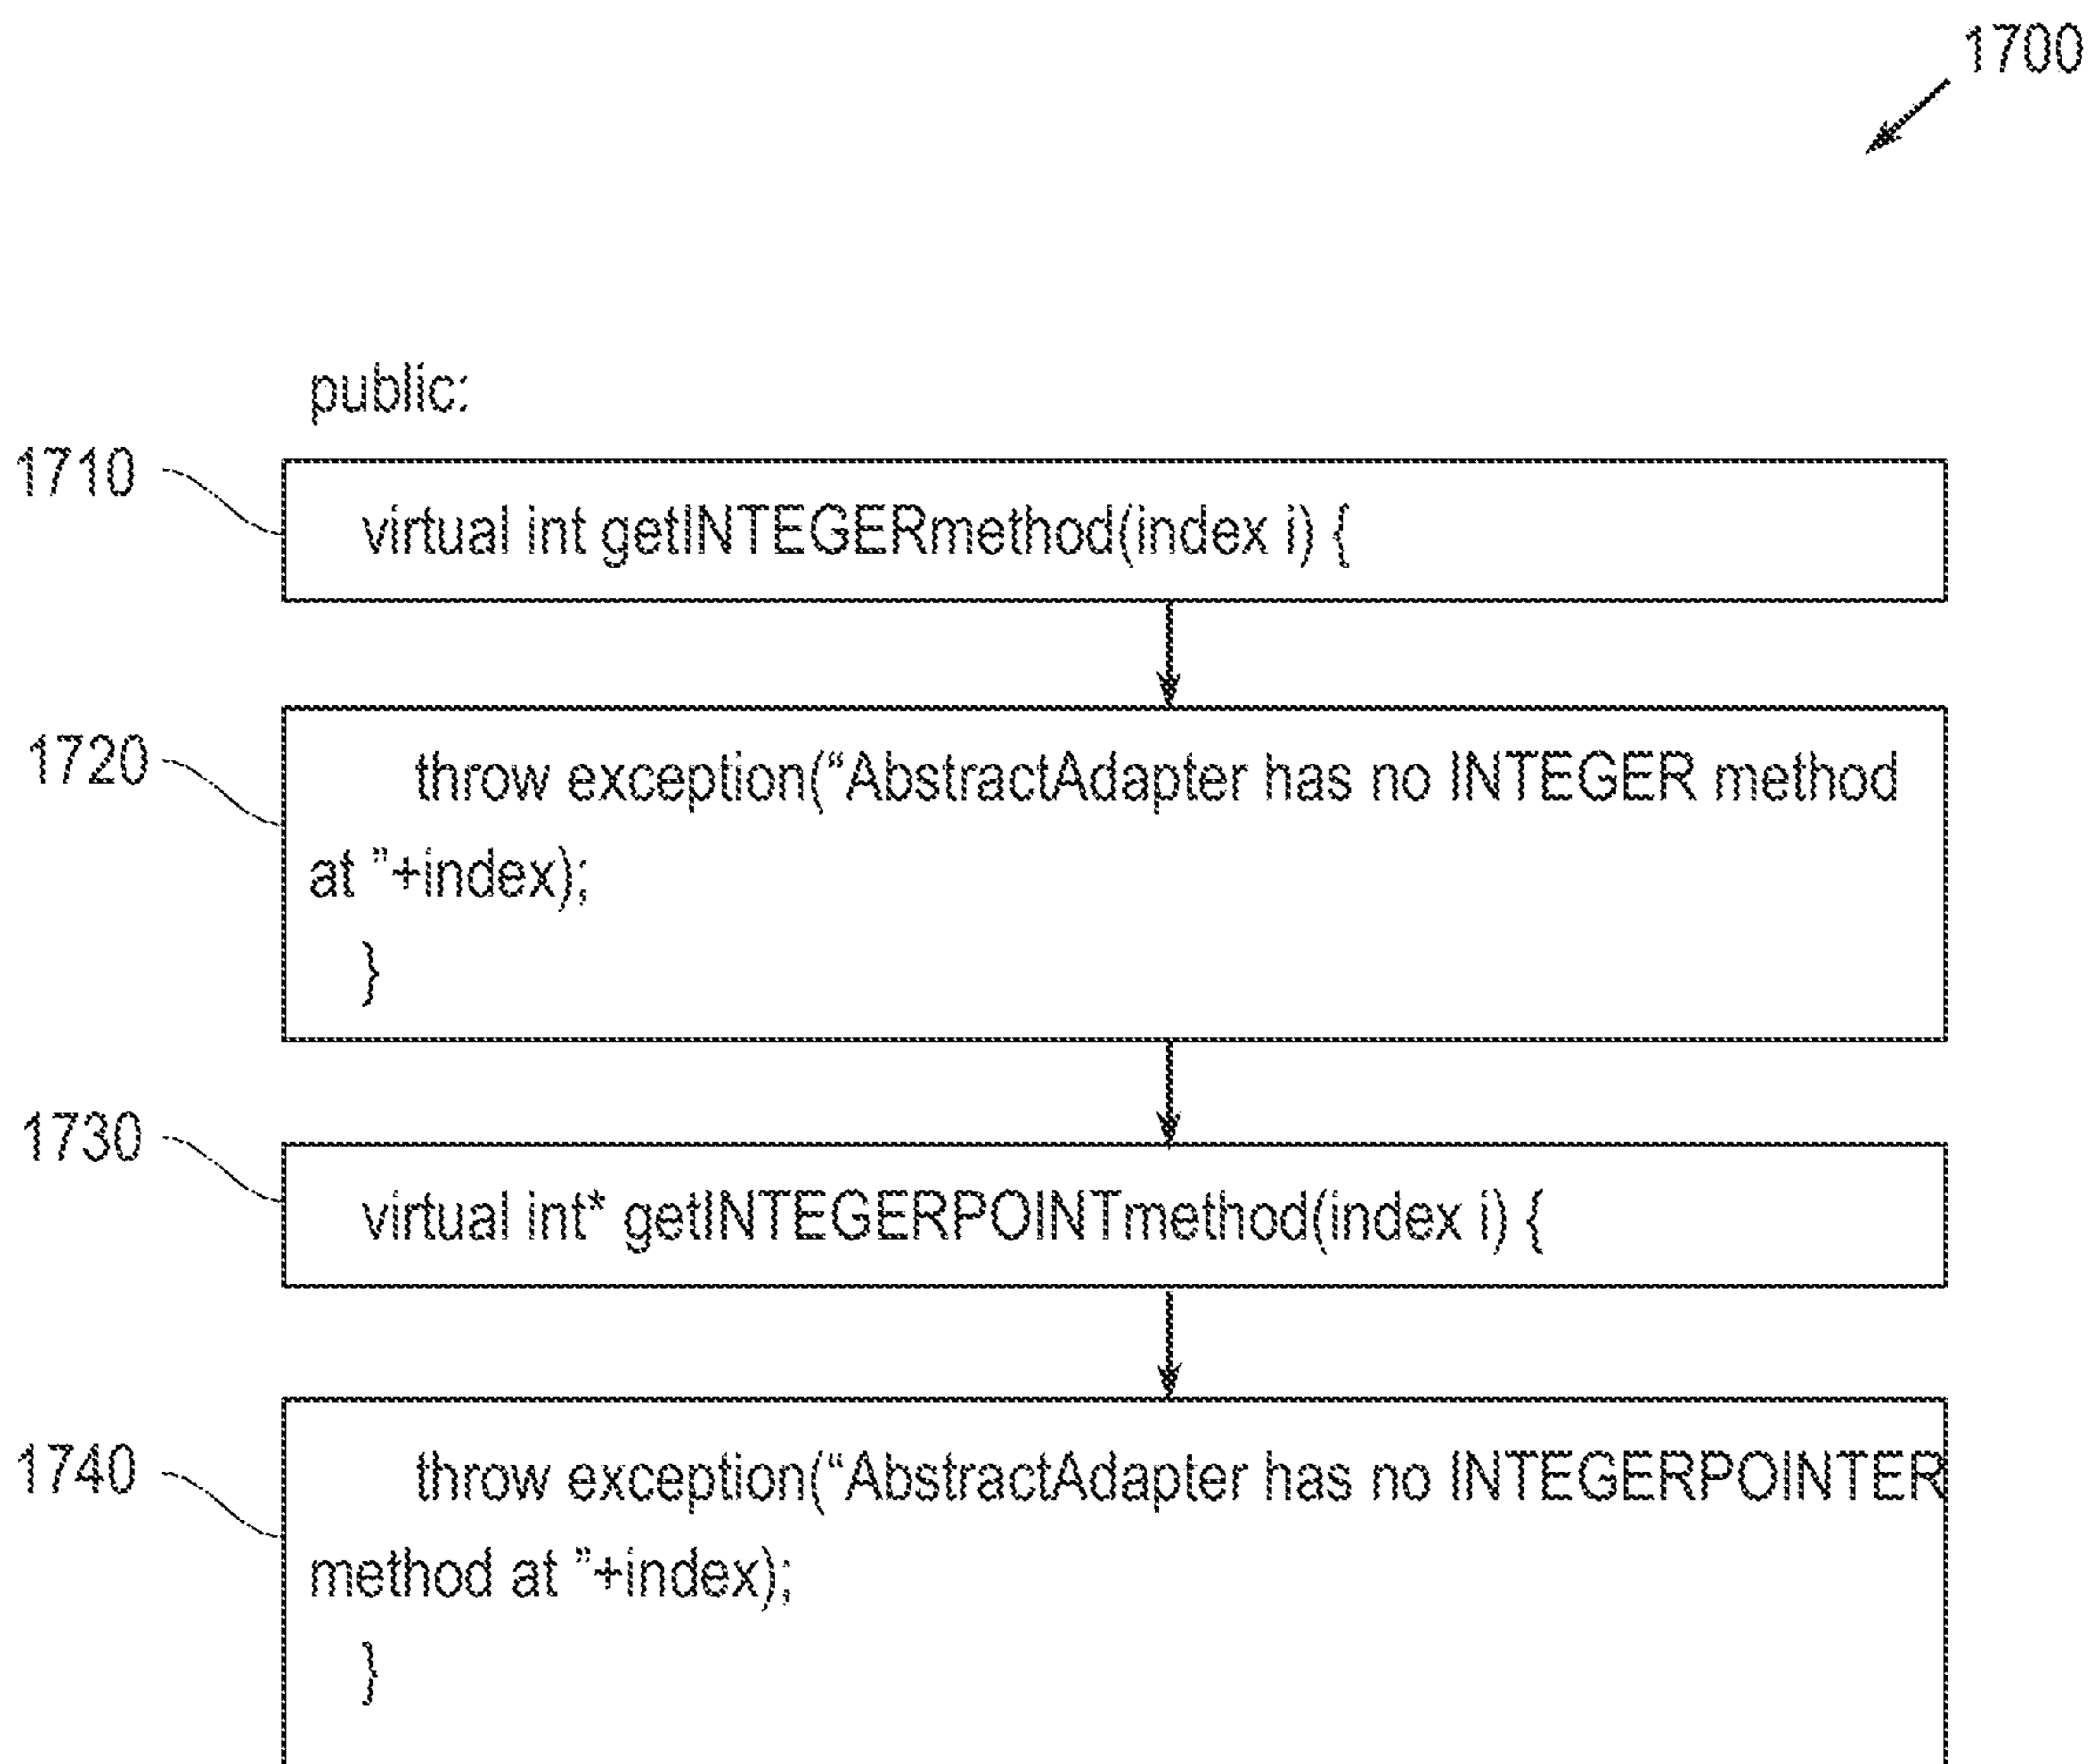 1700
public:
1710
virtual int getINTEGERmethod(index i) {
1720
throw exception(“AbstractAdapter has no INTEGER method
at ”+index);
}
1730
virtual int* getINTEGERPOINTmethod(index i) {
1740
throw exception(“AbstractAdapter has no INTEGERPOINTER
method at ”+index);
}